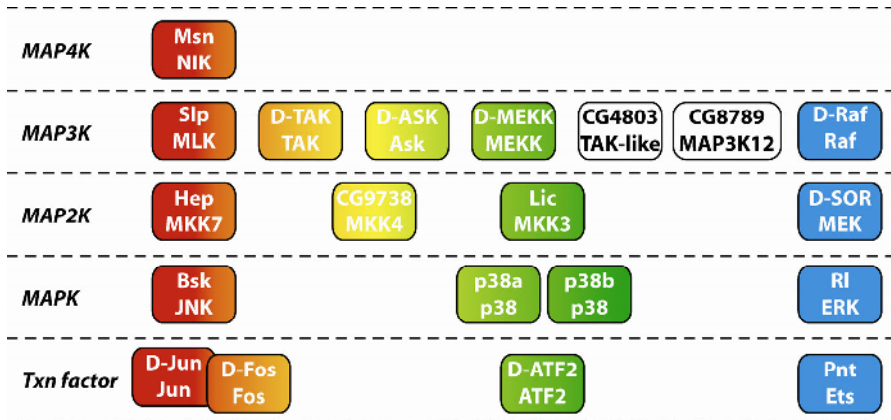 MAP4K
Msn
NIK
MAP3K
Slp
MLK
D-TAK
TAK
D-ASK
Ask
D-MEKK
MEKK
CG4803
TAK-like
CG8789
MAP3K12
D-Raf
Raf
MAP2K
Hep
MKK7
CG9738
MKK4
Lic
MKK3
D-SOR
MEK
MAPK
Bsk
JNK
p38a
p38
p38b
p38
Rl
ERK
Txn factor
D-Jun
Jun
D-Fos
Fos
D-ATF2
ATF2
Pnt
Ets